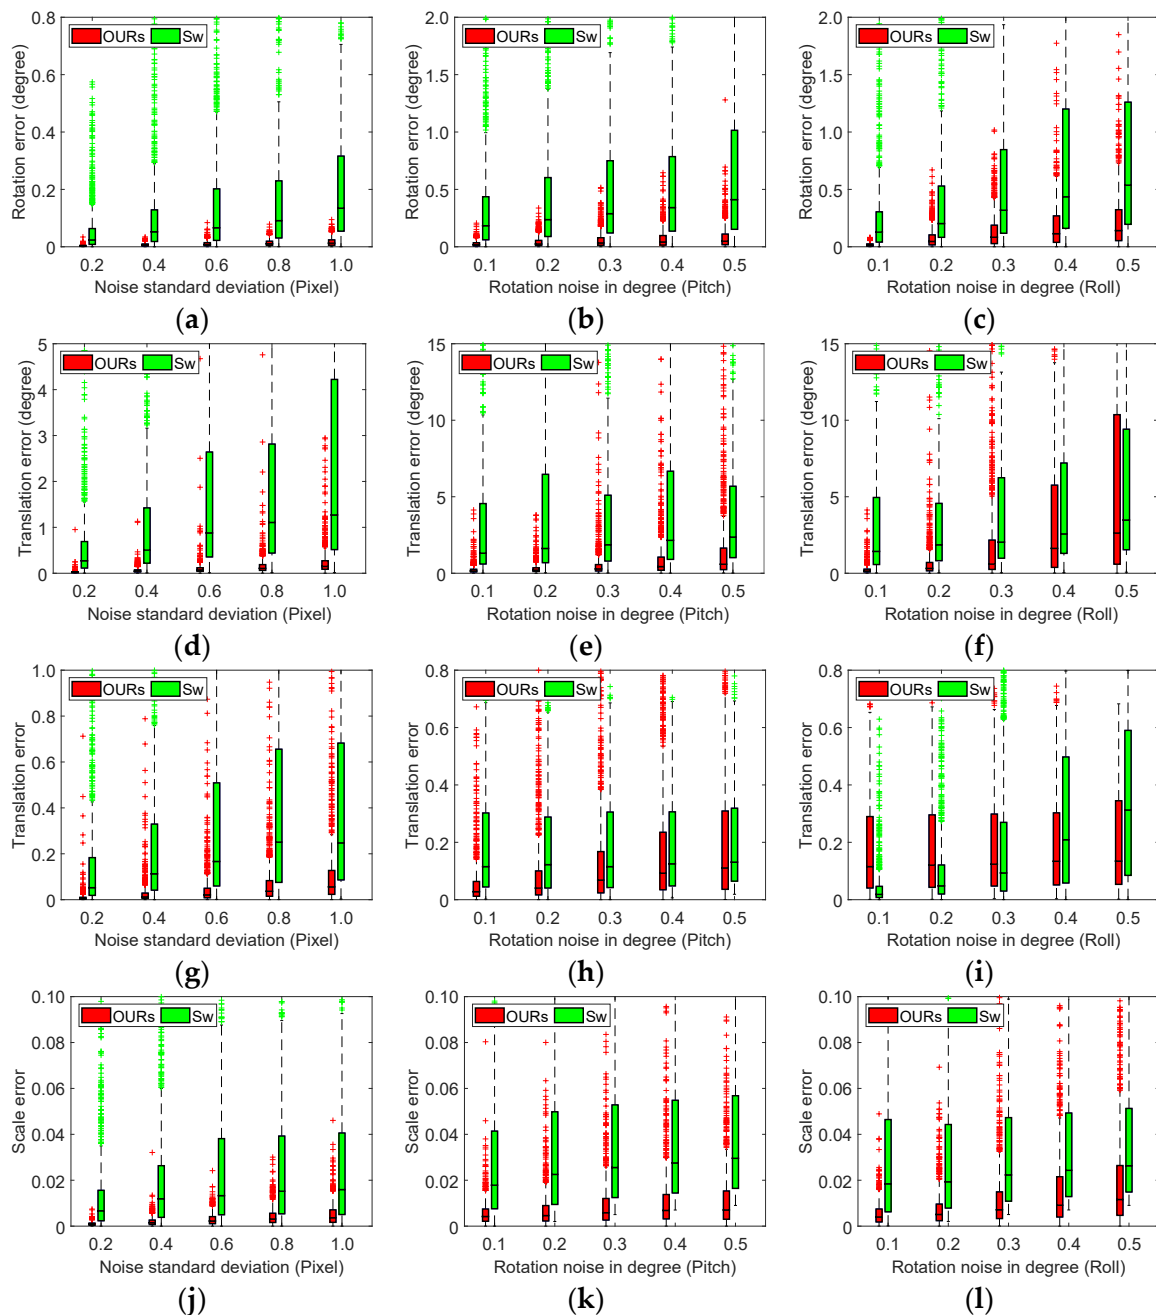 Rotation error (degree)
0.8
0.6
0.4
0.2
0
OURs Sw
0.2 0.4 0.6 0.8 1.0
Noise standard deviation (Pixel)
(a)
Rotation error (degree)
2.0
1.5
1.0
0.5
0
OURs Sw
0.1 0.2 0.3 0.4 0.5
Rotation noise in degree (Pitch)
(b)
Rotation error (degree)
2.0
1.5
1.0
0.5
0
OURs Sw
0.1 0.2 0.3 0.4 0.5
Rotation noise in degree (Roll)
(c)
Translation error (degree)
5
4
3
2
1
0
OURs Sw
0.2 0.4 0.6 0.8 1.0
Noise standard deviation (Pixel)
(d)
Translation error (degree)
15
10
5
0
OURs Sw
0.1 0.2 0.3 0.4 0.5
Rotation noise in degree (Pitch)
(e)
Translation error (degree)
15
10
5
0
OURs Sw
0.1 0.2 0.3 0.4 0.5
Rotation noise in degree (Roll)
(f)
Translation error
1.0
0.8
0.6
0.4
0.2
0
OURs Sw
0.2 0.4 0.6 0.8 1.0
Noise standard deviation (Pixel)
(g)
Translation error
0.8
0.6
0.4
0.2
0
OURs Sw
0.1 0.2 0.3 0.4 0.5
Rotation noise in degree (Pitch)
(h)
Translation error
0.8
0.6
0.4
0.2
0
OURs Sw
0.1 0.2 0.3 0.4 0.5
Rotation noise in degree (Roll)
(i)
Scale error
0.10
0.08
0.06
0.04
0.02
0
OURs Sw
0.2 0.4 0.6 0.8 1.0
Noise standard deviation (Pixel)
(j)
Scale error
0.10
0.08
0.06
0.04
0.02
0
OURs Sw
0.1 0.2 0.3 0.4 0.5
Rotation noise in degree (Pitch)
(k)
Scale error
0.10
0.08
0.06
0.04
0.02
0
OURs Sw
0.1 0.2 0.3 0.4 0.5
Rotation noise in degree (Roll)
(l)